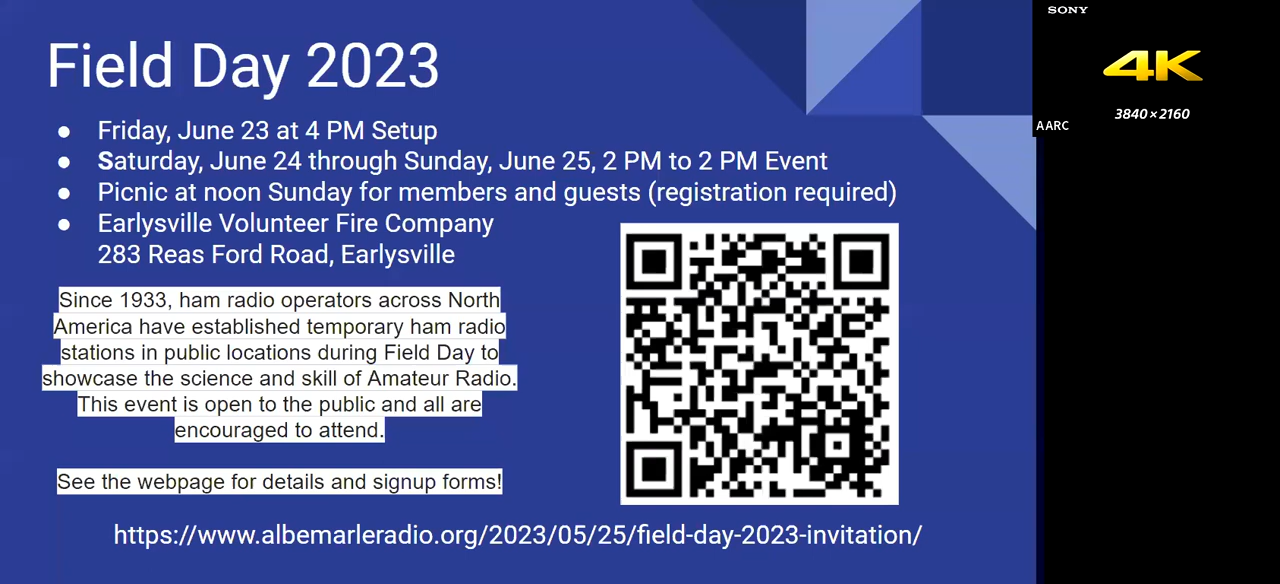 Field Day 2023
● Friday, June 23 at 4 PM Setup
● Saturday, June 24 through Sunday, June 25, 2 PM to 2 PM Event
● Picnic at noon Sunday for members and guests (registration required)
● Earlysville Volunteer Fire Company
283 Reas Ford Road, Earlysville
Since 1933, ham radio operators across North
America have established temporary ham radio
stations in public locations during Field Day to
showcase the science and skill of Amateur Radio.
This event is open to the public and all are
encouraged to attend.
See the webpage for details and signup forms!
https://www.albemarleradio.org/2023/05/25/field-day-2023-invitation/
SONY
4K
3840×2160
AARC